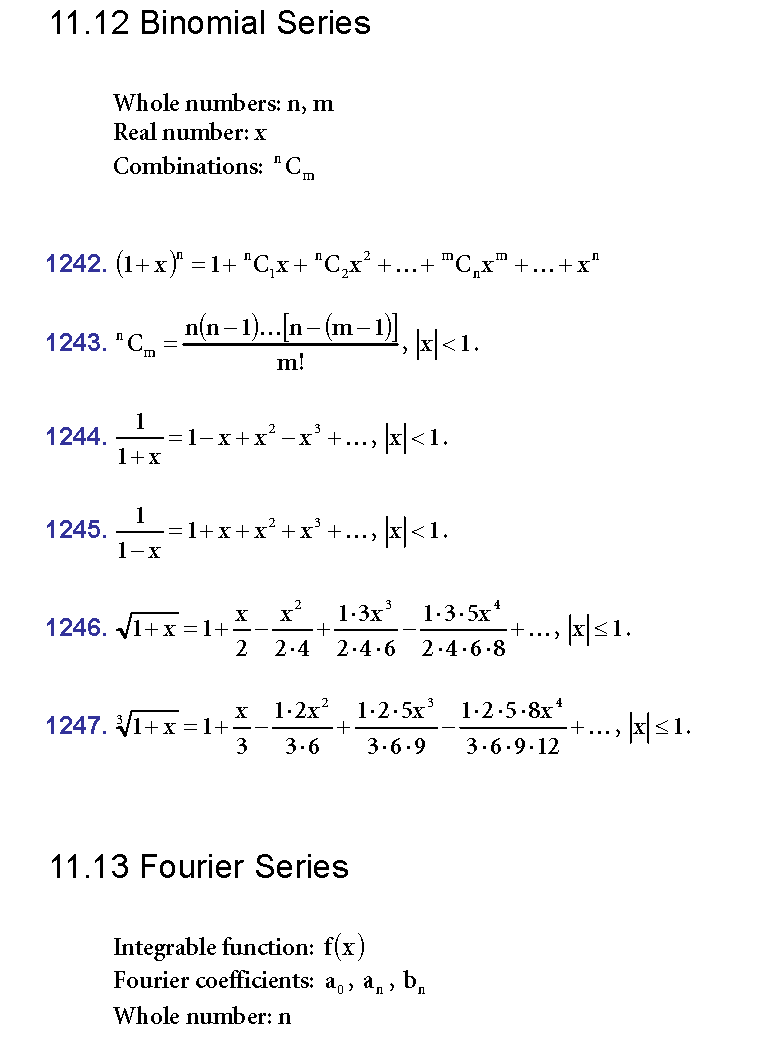 11.12 Binomial Series
Whole numbers: n, m
Real number: x
Combinations: ⁿCₘ
1242. (1+x)ⁿ = 1 + ⁿC₁x + ⁿC₂x² + … + ᵐCₙxᵐ + … + xⁿ
1243. ⁿCₘ = n(n−1)…[n−(m−1)] / m!, |x| < 1.
1244. 1/(1+x) = 1 − x + x² − x³ + …, |x| < 1.
1245. 1/(1−x) = 1 + x + x² + x³ + …, |x| < 1.
1246. √(1+x) = 1 + x/2 − x²/(2·4) + 1·3x³/(2·4·6) − 1·3·5x⁴/(2·4·6·8) + …, |x| ≤ 1.
1247. ∛(1+x) = 1 + x/3 − 1·2x²/(3·6) + 1·2·5x³/(3·6·9) − 1·2·5·8x⁴/(3·6·9·12) + …, |x| ≤ 1.
11.13 Fourier Series
Integrable function: f(x)
Fourier coefficients: a₀, aₙ, bₙ
Whole number: n